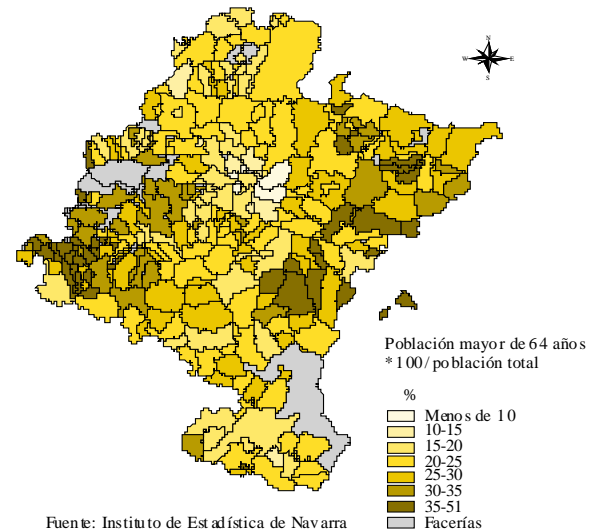 N
W
E
S
Población mayor de 64 años
*100/población total
%
Menos de 10
10-15
15-20
20-25
25-30
30-35
35-51
Facerías
Fuente: Instituto de Estadística de Navarra